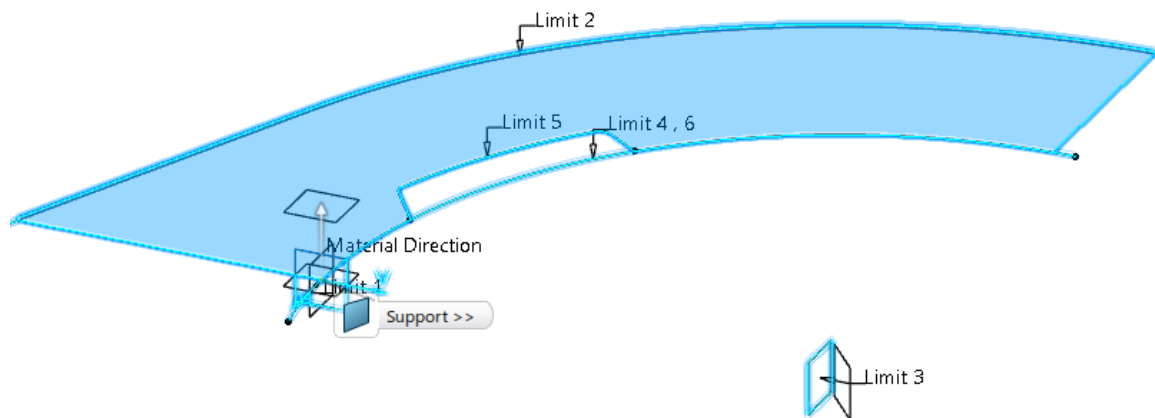 Limit 2
Limit 5
Limit 4 , 6
Material Direction
y
Limit 1
Support >>
Limit 3